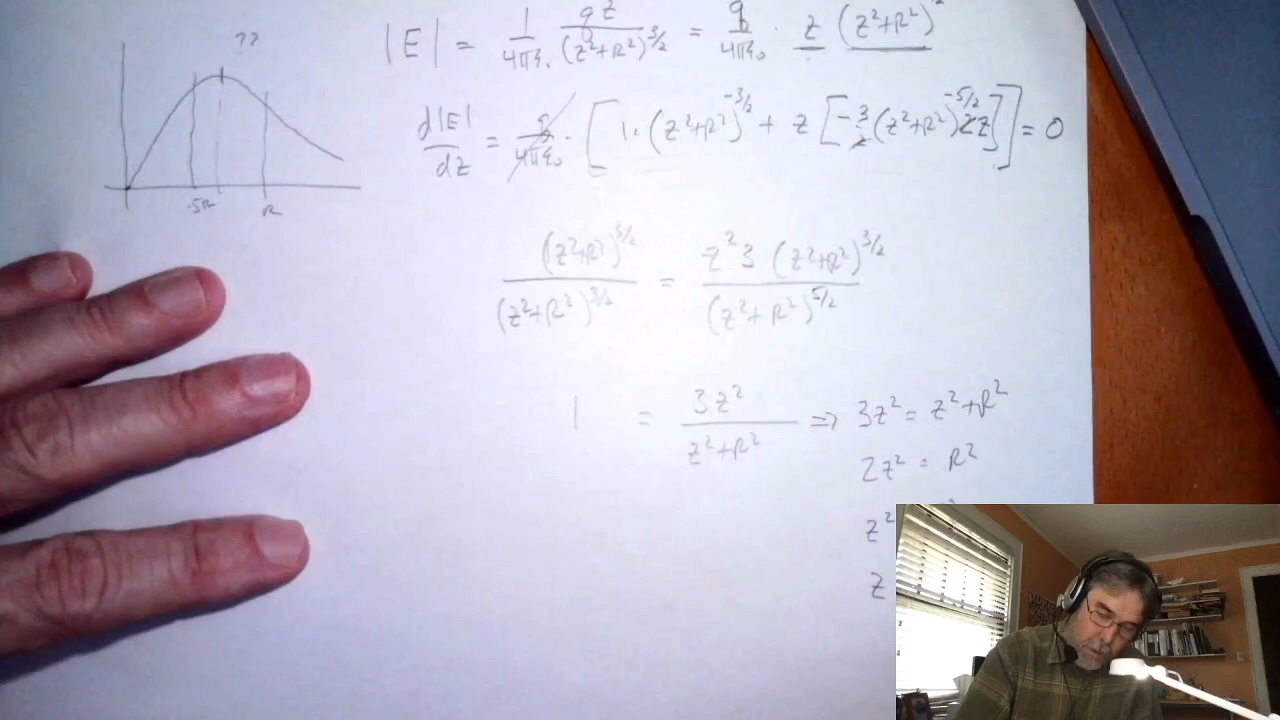 ??
|E| = 1/4πε₀ qz/(z²+R²)^3/2 = q/4πε₀ · z (z²+R²)
d|E|/dz = q/4πε₀ · [1·(z²+R²)^-3/2 + z [-3/2 (z²+R²)^-5/2 2z]] = 0
.5R R
(z²+R²)^3/2/(z²+R²)^3/2 = z²3 (z²+R²)^3/2/(z²+R²)^5/2
1 = 3z²/z²+R² ⇒ 3z² = z²+R²
2z² = R²
z²
z